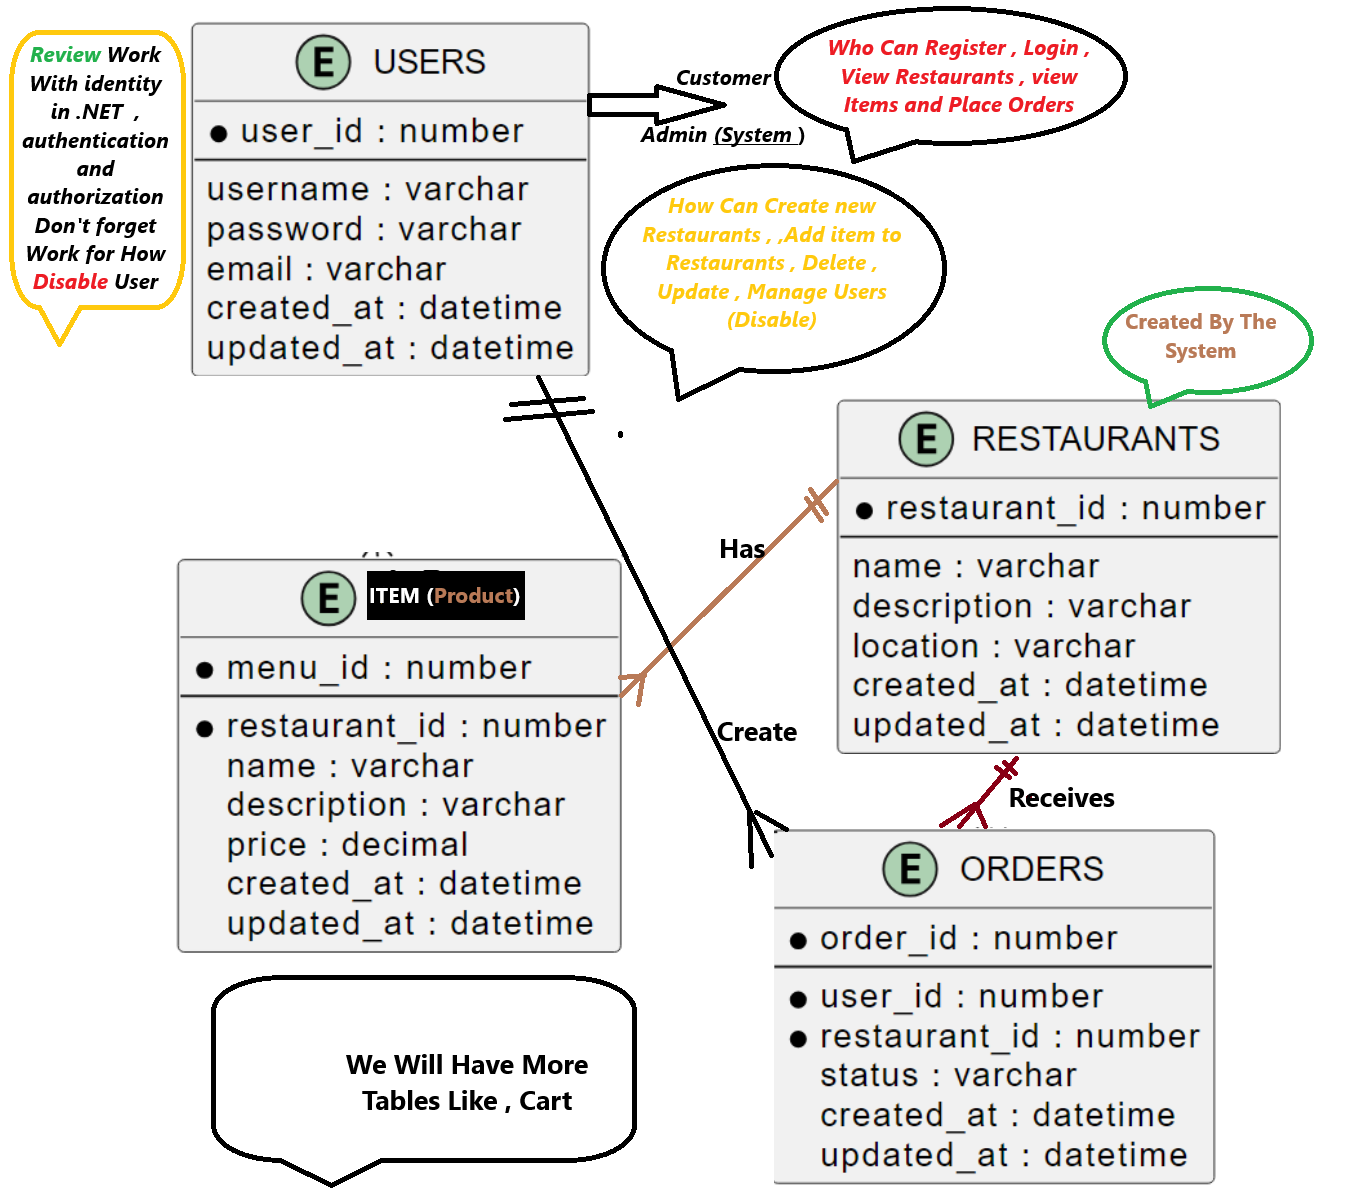 Review Work
With identity
in .NET ,
authentication
and
authorization
Don't forget
Work for How
Disable User
E USERS
user_id : number
username : varchar
password : varchar
email : varchar
created_at : datetime
updated_at : datetime
Customer
Admin (System )
Who Can Register , Login ,
View Restaurants , view
Items and Place Orders
How Can Create new
Restaurants , ,Add item to
Restaurants , Delete ,
Update , Manage Users
(Disable)
Created By The
System
E RESTAURANTS
restaurant_id : number
name : varchar
description : varchar
location : varchar
created_at : datetime
updated_at : datetime
Has
E ITEM (Product)
menu_id : number
restaurant_id : number
name : varchar
description : varchar
price : decimal
created_at : datetime
updated_at : datetime
Create
Receives
E ORDERS
order_id : number
user_id : number
restaurant_id : number
status : varchar
created_at : datetime
updated_at : datetime
We Will Have More
Tables Like , Cart